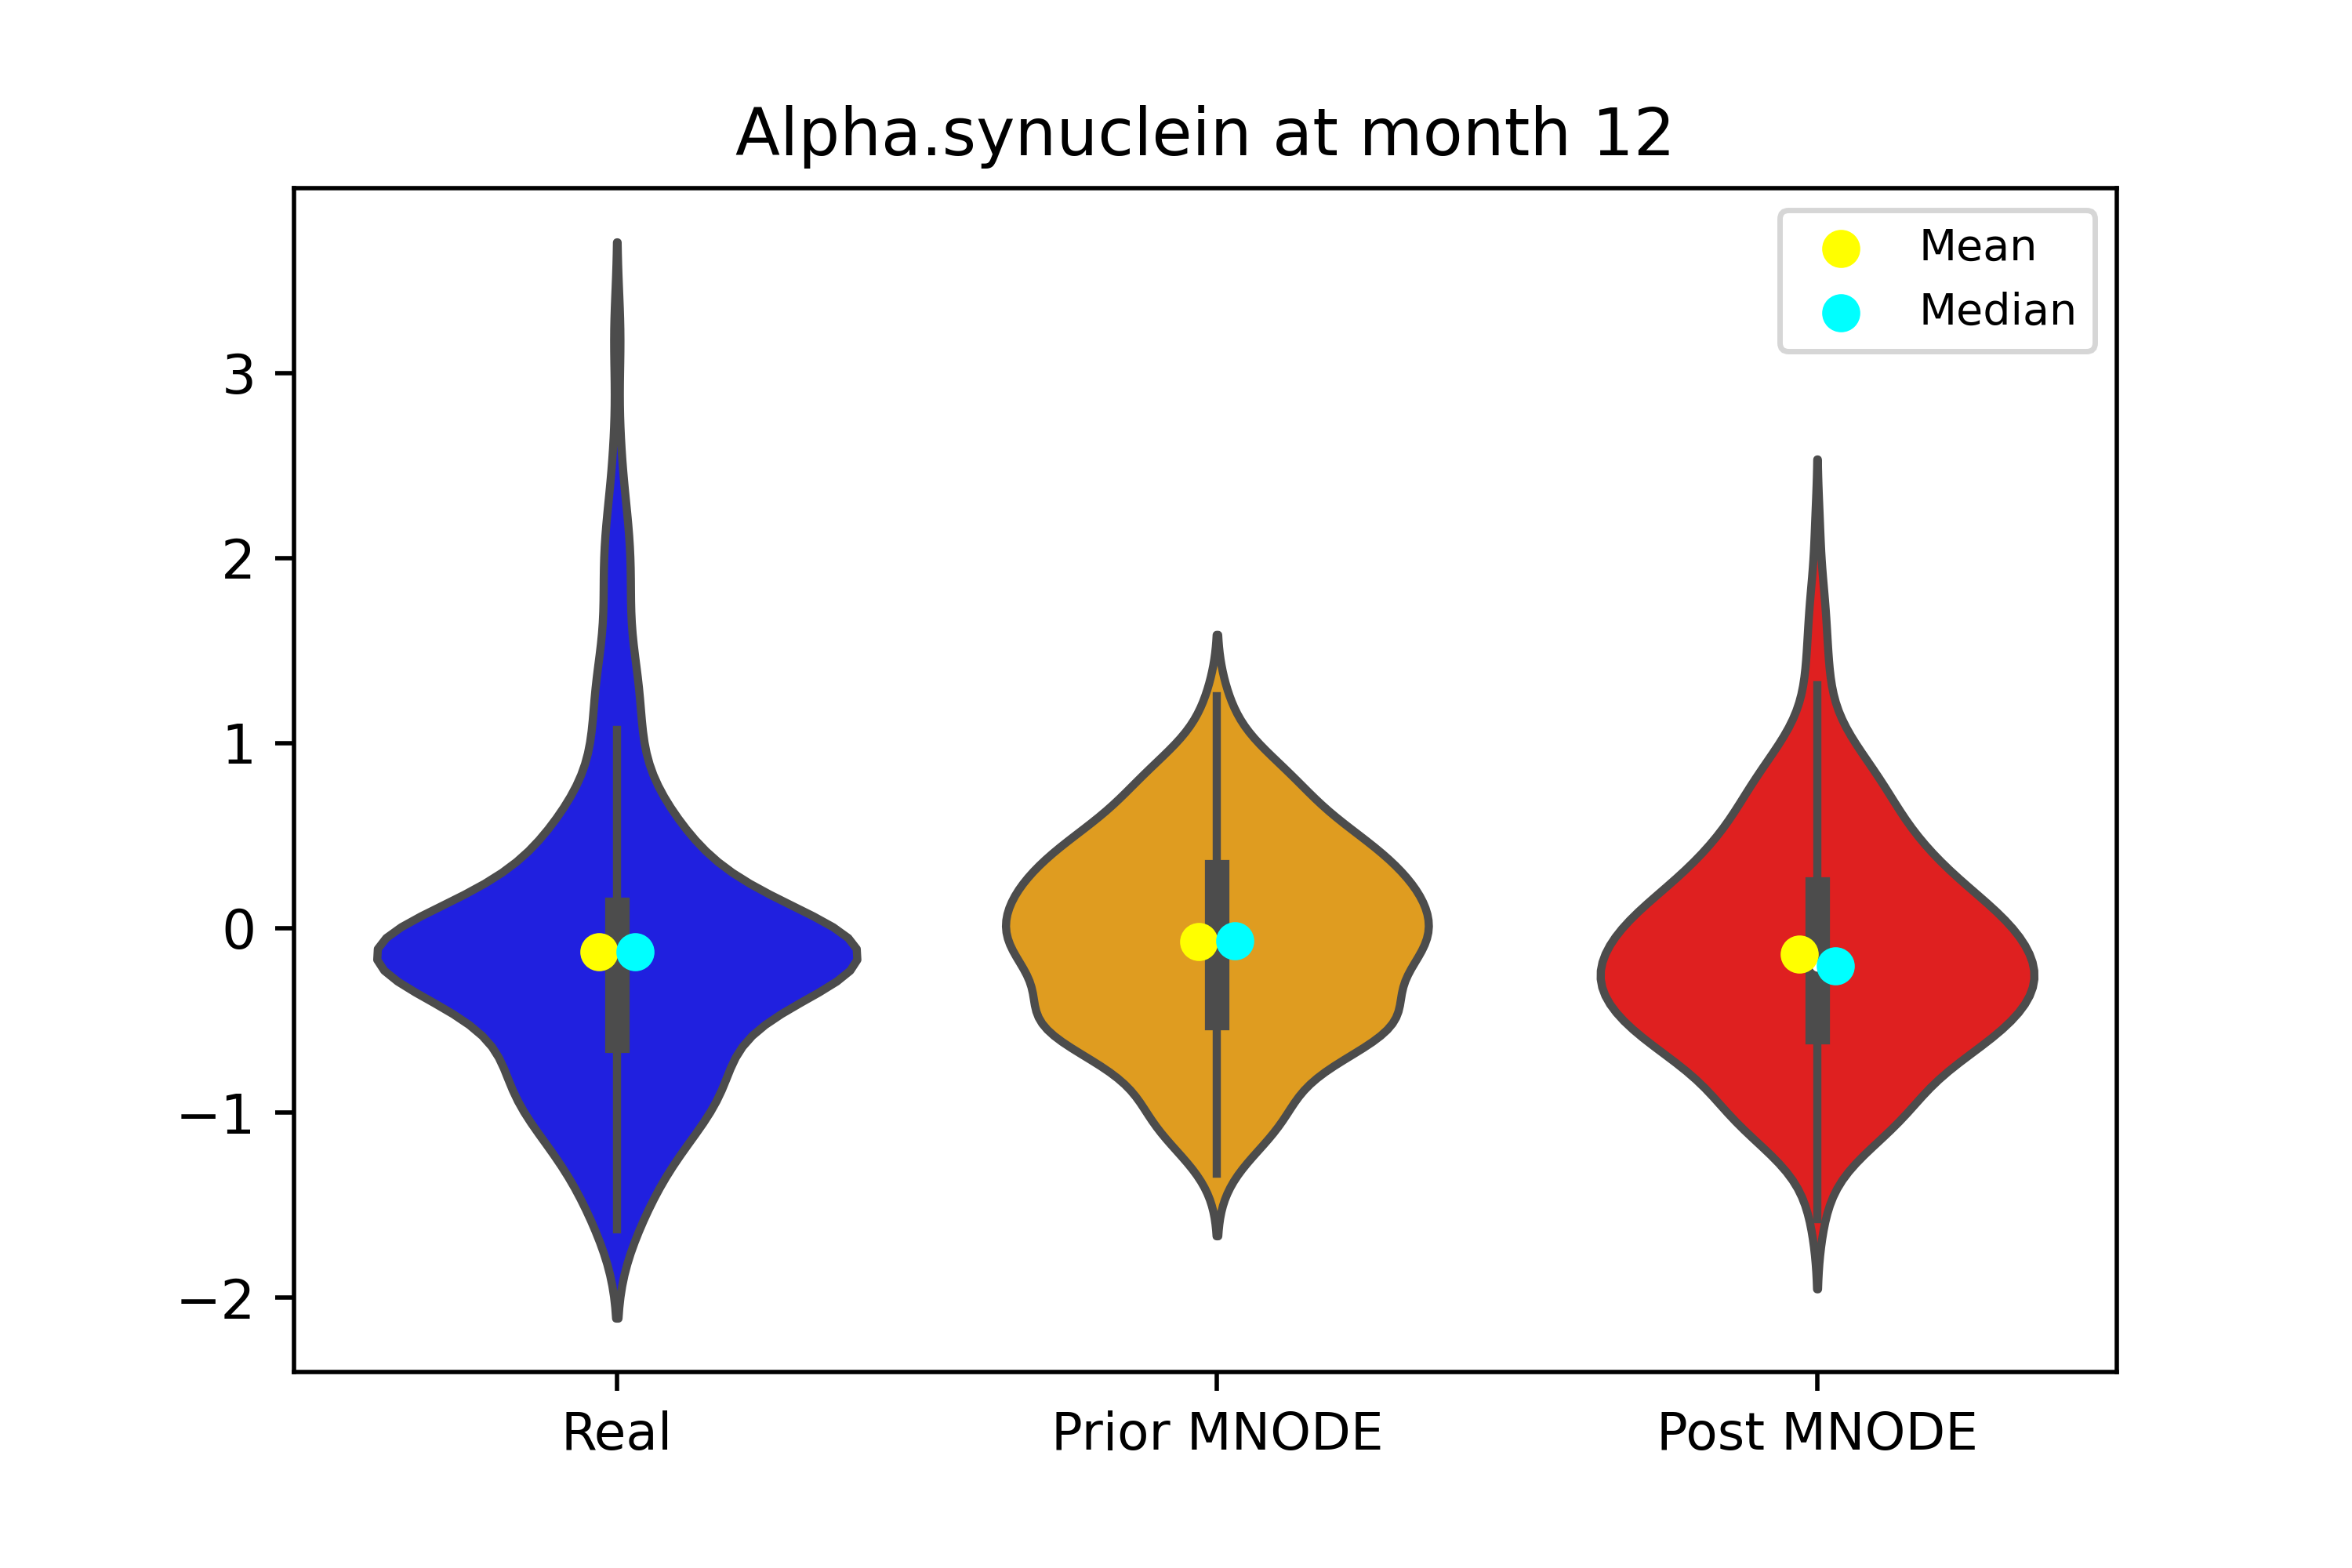 Alpha.synuclein at month 12
Mean
Median
3
2
1
0
−1
−2
Real
Prior MNODE
Post MNODE